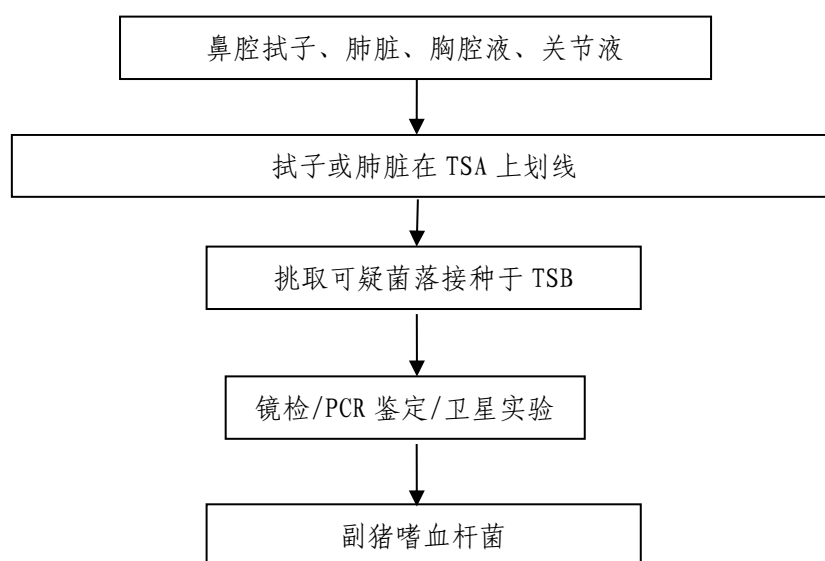 鼻腔拭子、肺脏、胸腔液、关节液
拭子或肺脏在 TSA 上划线
挑取可疑菌落接种于 TSB
镜检/PCR 鉴定/卫星实验
副猪嗜血杆菌